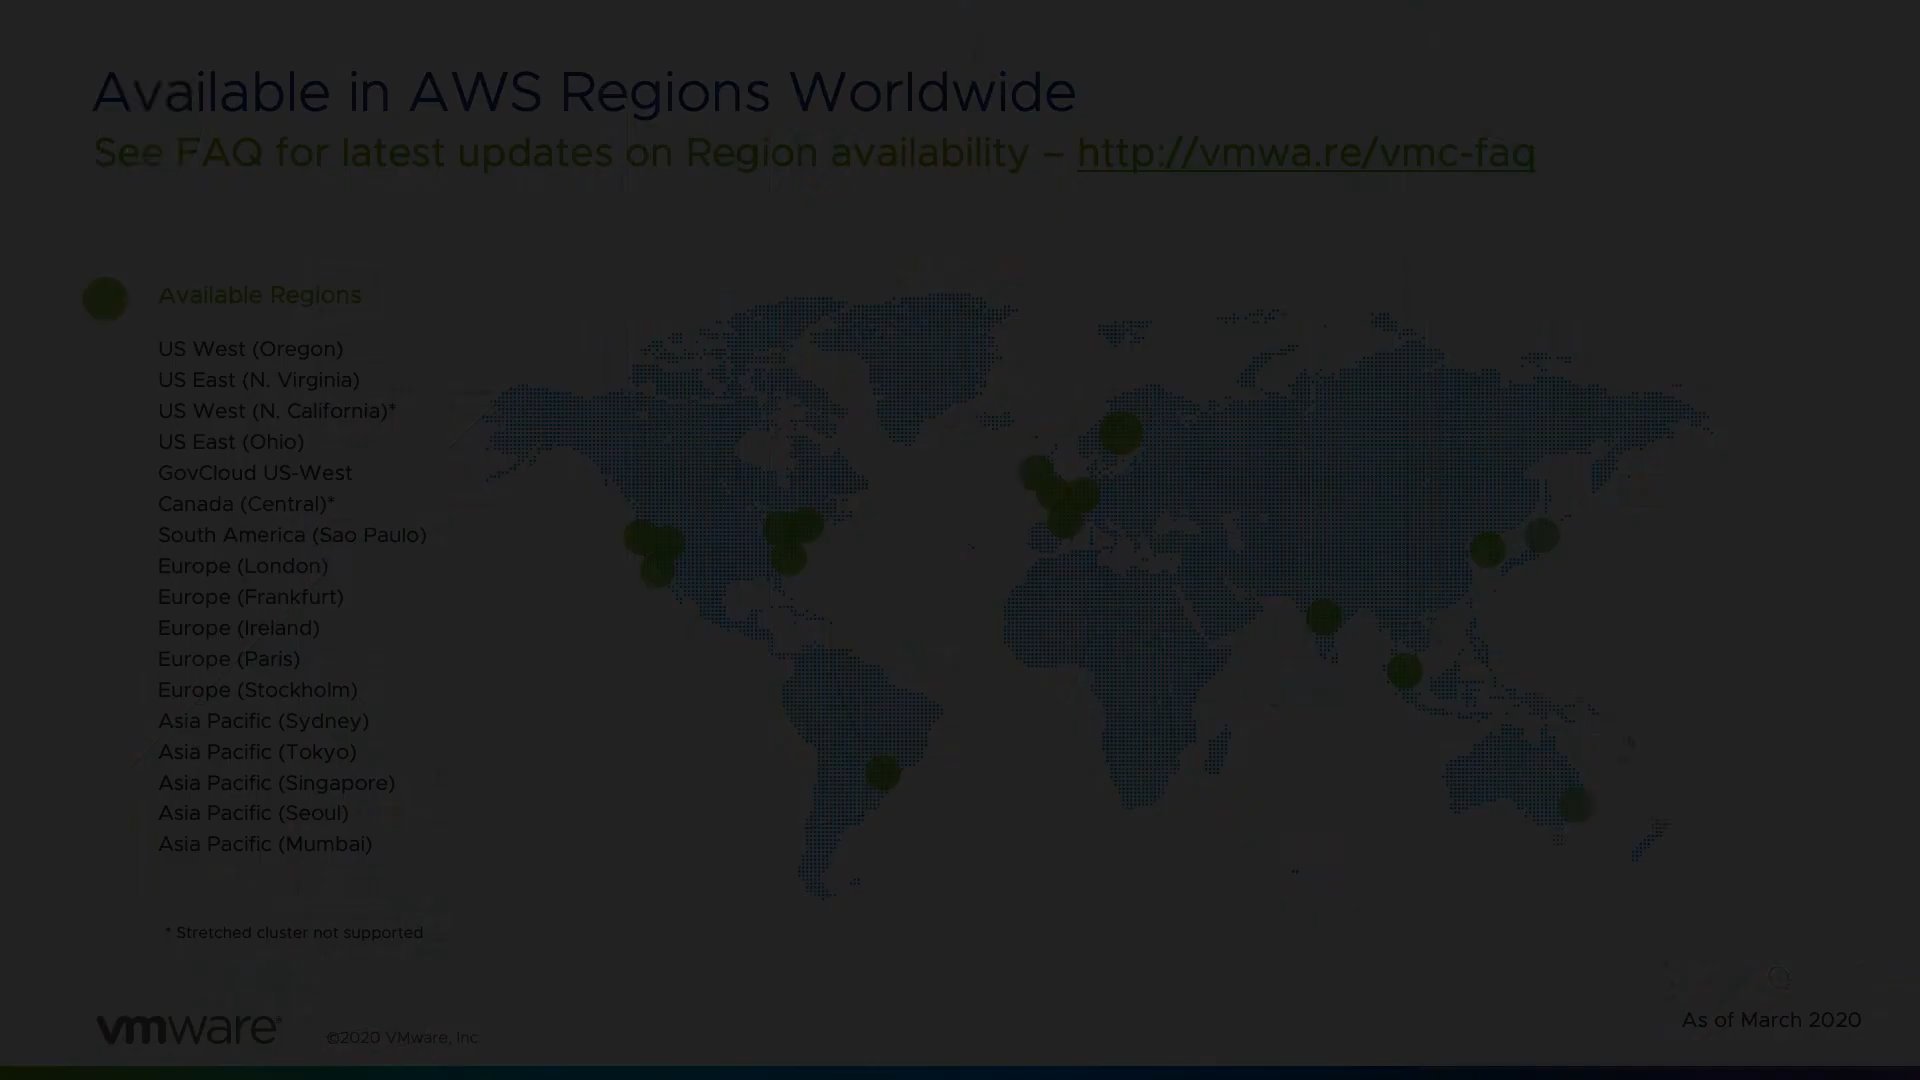 Available in AWS Regions Worldwide
See FAQ for latest updates on Region availability – http://vmwa.re/vmc-faq
Available Regions
US West (Oregon)
US East (N. Virginia)
US West (N. California)*
US East (Ohio)
GovCloud US-West
Canada (Central)*
South America (Sao Paulo)
Europe (London)
Europe (Frankfurt)
Europe (Ireland)
Europe (Paris)
Europe (Stockholm)
Asia Pacific (Sydney)
Asia Pacific (Tokyo)
Asia Pacific (Singapore)
Asia Pacific (Seoul)
Asia Pacific (Mumbai)
* Stretched cluster not supported
As of March 2020
vmware®
©2020 VMware, Inc